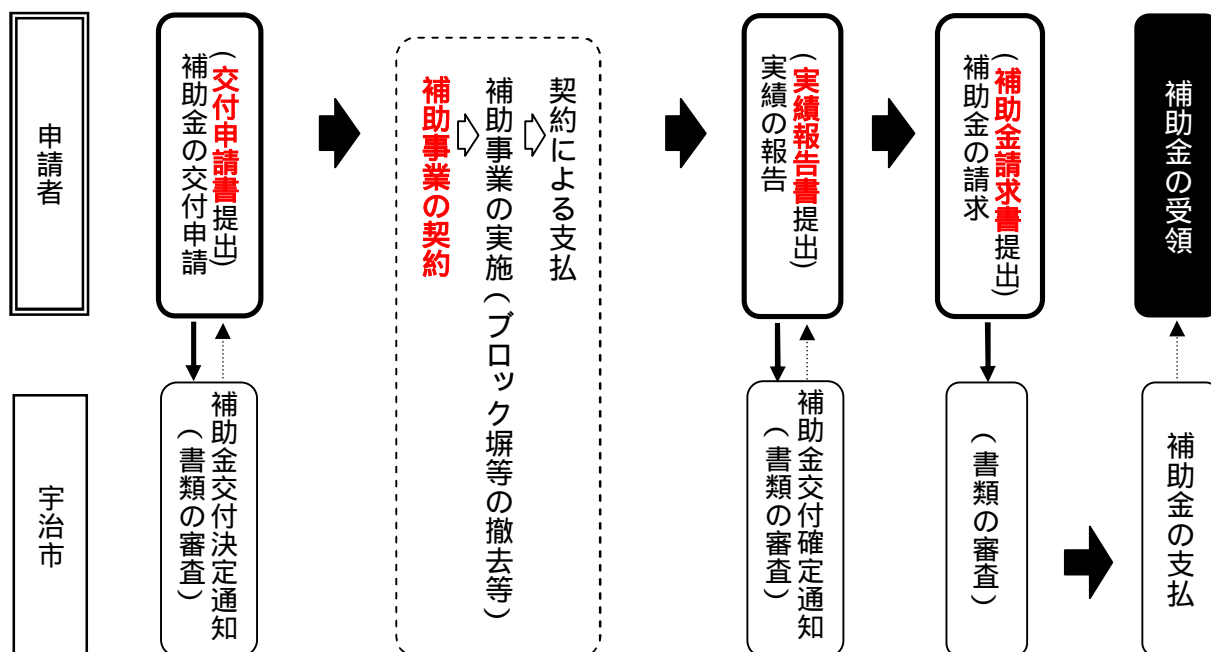 申請者
補助金の交付申請
（交付申請書提出）
補助事業の契約
補助事業の実施（ブロック塀等の撤去等）
契約による支払
実績の報告
（実績報告書提出）
補助金の請求
（補助金請求書提出）
補助金の受領
宇治市
補助金交付決定通知
（書類の審査）
補助金交付確定通知
（書類の審査）
（書類の審査）
補助金の支払